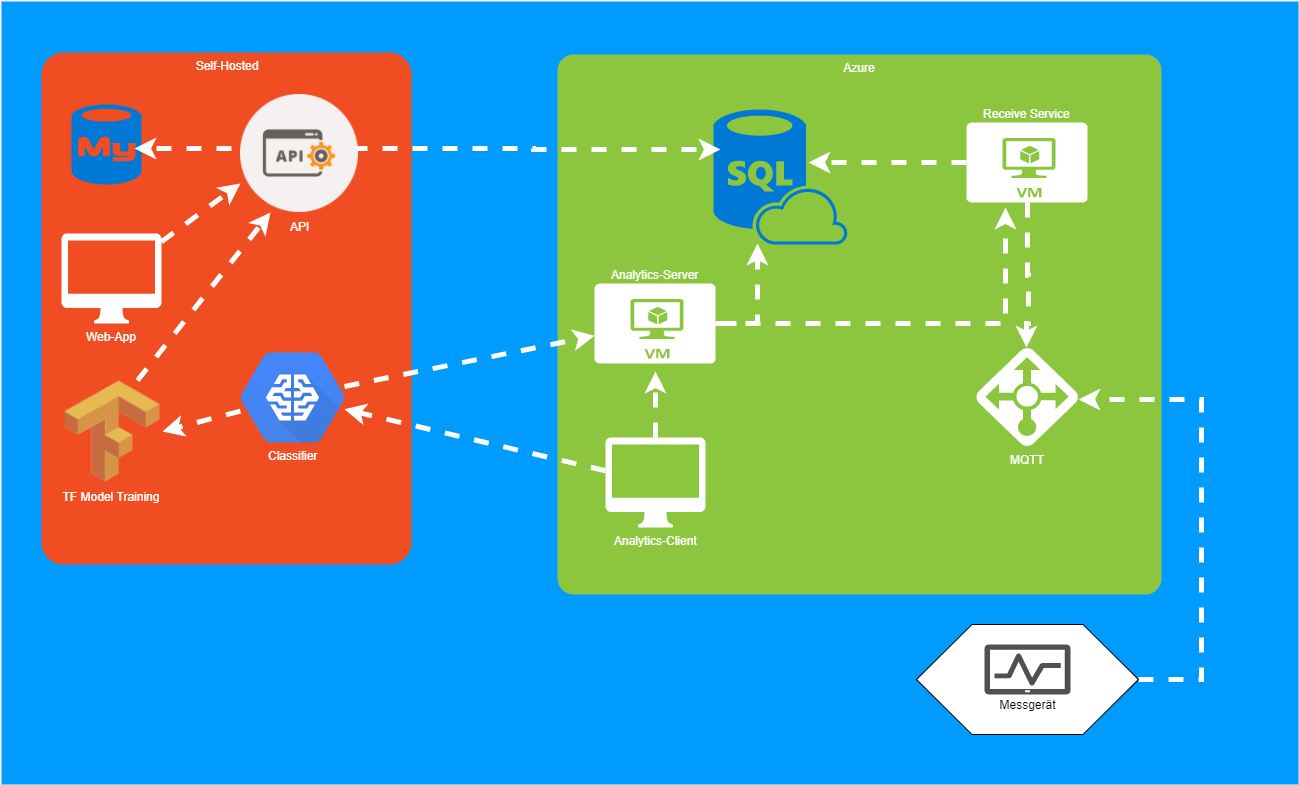 Self-Hosted
My
API
API
Web-App
TF Model Training
Classifier
Azure
SQL
Receive Service
VM
Analytics-Server
VM
Analytics-Client
MQTT
Messgerät